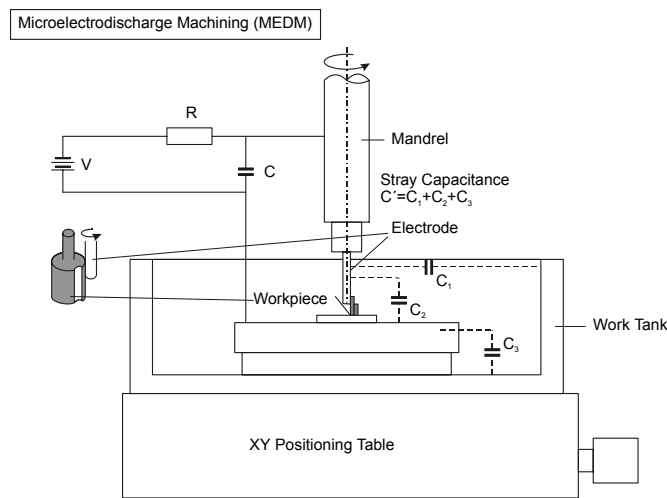 Microelectrodischarge Machining (MEDM)
R
V
C
Mandrel
Stray Capacitance
C´=C₁+C₂+C₃
Electrode
C₁
Workpiece
C₂
Work Tank
C₃
XY Positioning Table